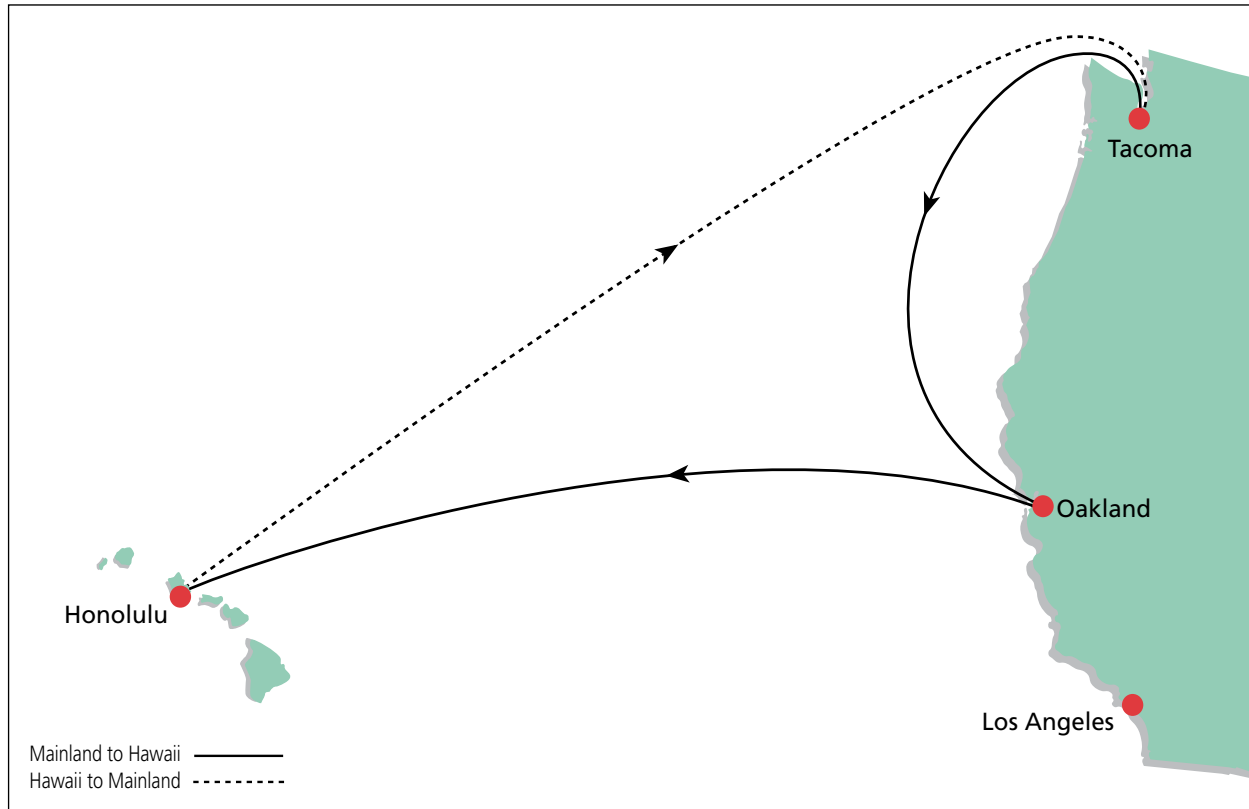 Tacoma
Oakland
Honolulu
Los Angeles
Mainland to Hawaii
Hawaii to Mainland